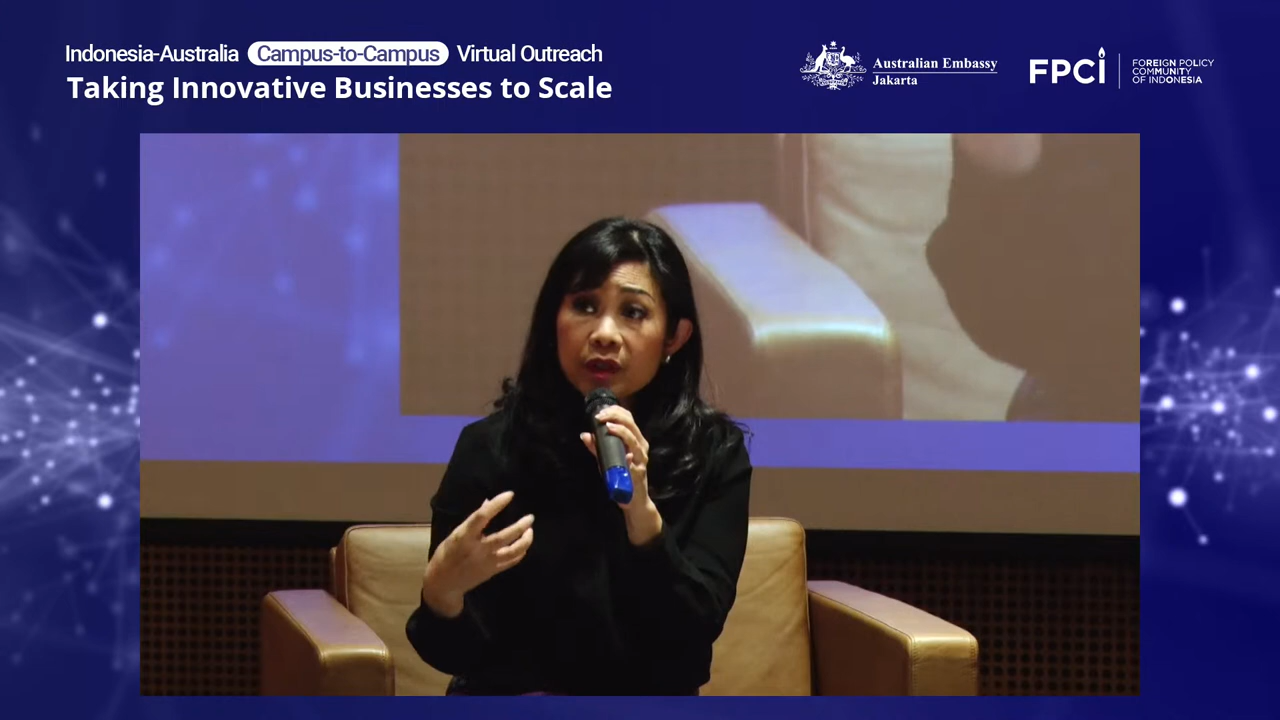 Indonesia-Australia Campus-to-Campus Virtual Outreach
Taking Innovative Businesses to Scale
Australian Embassy
Jakarta
FPCI
FOREIGN POLICY
COMMUNITY
OF INDONESIA